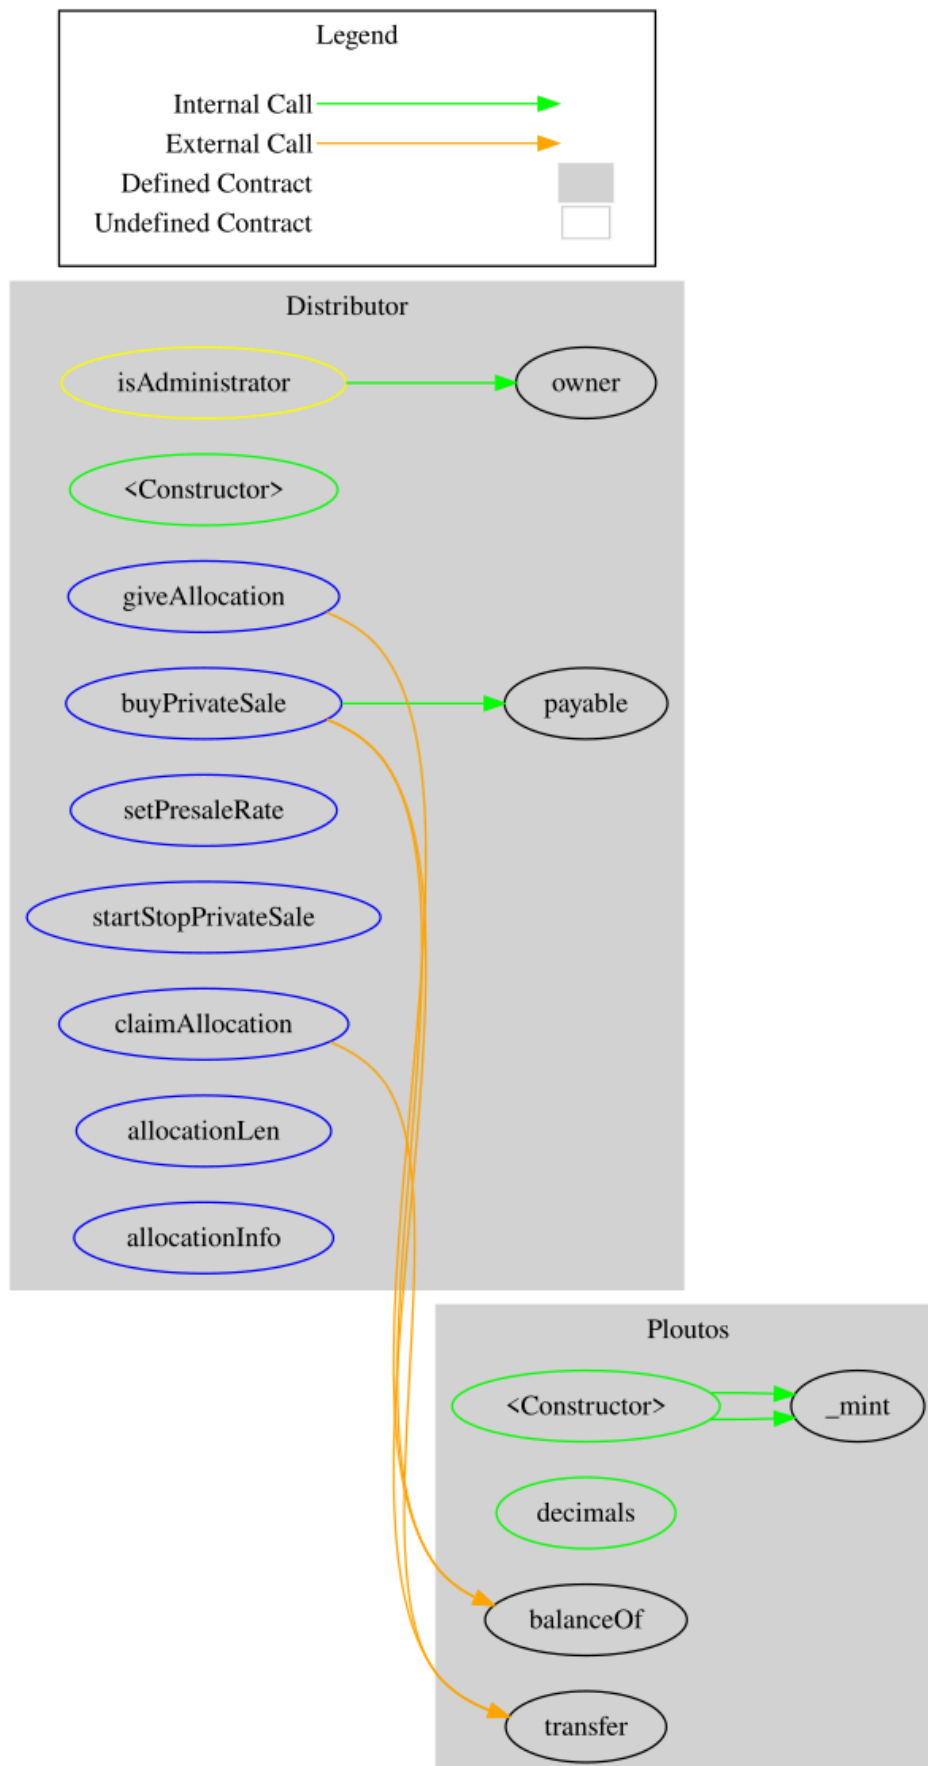 Legend
Internal Call
External Call
Defined Contract
Undefined Contract
Distributor
isAdministrator
owner
<Constructor>
giveAllocation
buyPrivateSale
payable
setPresaleRate
startStopPrivateSale
claimAllocation
allocationLen
allocationInfo
Ploutos
<Constructor>
_mint
decimals
balanceOf
transfer